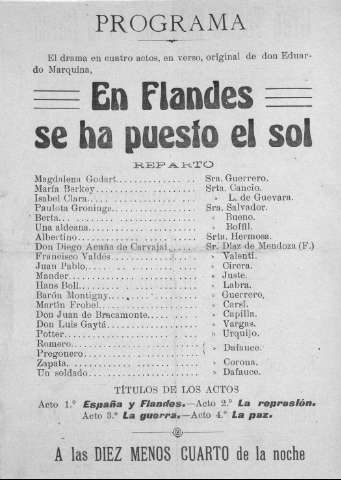 PROGRAMA
El drama en cuatro actos, en verso, original de don Eduar-
do Marquina,
En Flandes
se ha puesto el sol
REPARTO
Magdalena Godart. . . . . . . . . . . . Sra. Guerrero.
María Berkey. . . . . . . . . . . . Srta. Cancio.
Isabel Clara. . . . . . . . . . . . » L. de Guevara.
Paulota Groninga. . . . . . . . . . . . Sra. Salvador.
Berta. . . . . . . . . . . . » Bueno.
Una aldeana. . . . . . . . . . . . » Boffil.
Albertino. . . . . . . . . . . . Srta. Hermosa.
Don Diego Acuña de Carvajal. . . . . . . . . . . . Sr. Díaz de Mendoza (F.)
Francisco Valdés. . . . . . . . . . . . » Valentí.
Juan Pablo. . . . . . . . . . . . » Cirera.
Mander. . . . . . . . . . . . » Juste.
Hans Boll. . . . . . . . . . . . » Labra.
Barón Montigny. . . . . . . . . . . . » Guerrero,
Martín Frobel. . . . . . . . . . . . » Carsí.
Don Juan de Bracamonte. . . . . . . . . . . . » Capilla.
Don Luis Gaytá. . . . . . . . . . . . » Vargas.
Potter. . . . . . . . . . . . » Urquijo.
Romero. . . . . . . . . . . .
Pregonero. . . . . . . . . . . . » Dafauce.
Zapata. . . . . . . . . . . . » Corona.
Un soldado. . . . . . . . . . . . » Dafauce.
TÍTULOS DE LOS ACTOS
Acto 1.º España y Flandes.—Acto 2.º La represión.
Acto 3.º La guerra.—Acto 4.º La paz.
A las DIEZ MENOS CUARTO de la noche